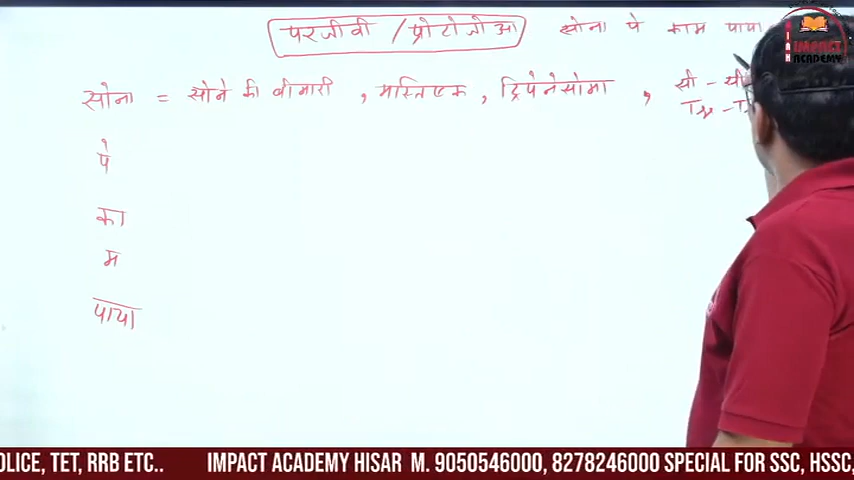 परजीवी / प्रोटोजोआ सोना पे काम पाया
IMPACT
ACADEMY
सोना = सोने की बीमारी , मस्तिष्क , ट्रिपेनोसोमा ,
पे
का
म
पाया
OLICE, TET, RRB ETC.. IMPACT ACADEMY HISAR M. 9050546000, 8278246000 SPECIAL FOR SSC, HSSC,